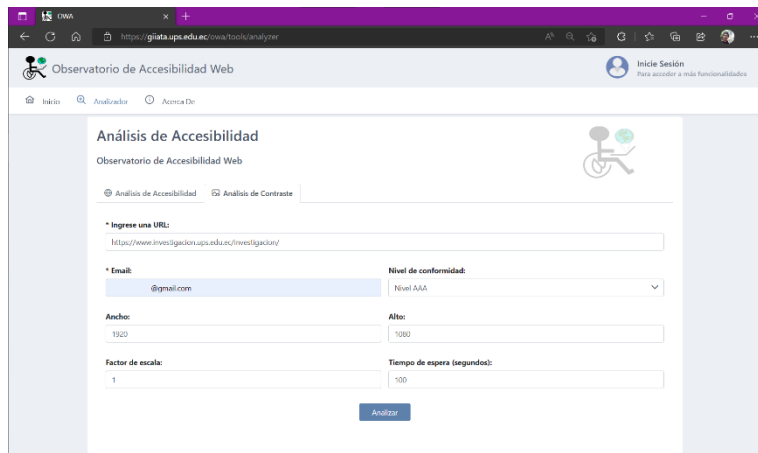 OWA
https://giiata.ups.edu.ec/owa/tools/analyzer
Observatorio de Accesibilidad Web
Inicie Sesión
Para acceder a más funcionalidades
Inicio
Analizador
Acerca De
Análisis de Accesibilidad
Observatorio de Accesibilidad Web
Análisis de Accesibilidad
Análisis de Contraste
* Ingrese una URL:
https://www.investigacion.ups.edu.ec/investigacion/
* Email:
Nivel de conformidad:
@gmail.com
Nivel AAA
Ancho:
Alto:
1920
1080
Factor de escala:
Tiempo de espera (segundos):
1
100
Analizar